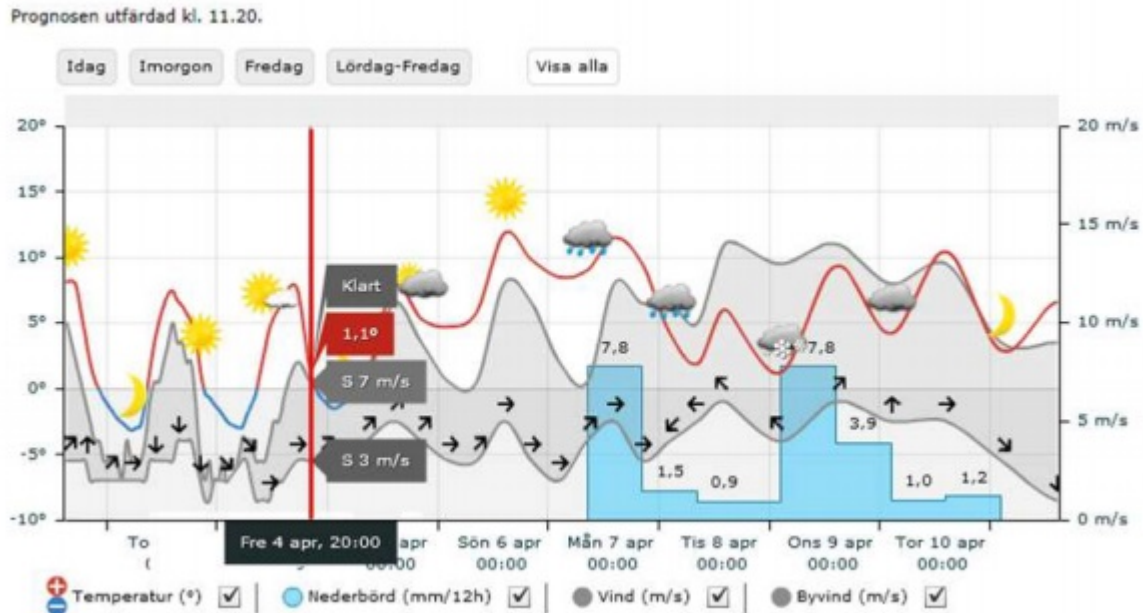 Prognosen utfärdad kl. 11.20.
Idag Imorgon Fredag Lördag-Fredag Visa alla
20° 20 m/s
15° 15 m/s
10°
Klart
5° 10 m/s
1,1°
7,8 7,8
0° S 7 m/s
5 m/s
3,9
-5° S 3 m/s
1,5 0,9 1,0 1,2
-10° 0 m/s
Fre 4 apr, 20:00 apr Sön 6 apr Mån 7 apr Tis 8 apr Ons 9 apr Tor 10 apr
00:00 00:00 00:00 00:00 00:00 00:00
Temperatur (°) Nederbörd (mm/12h) Vind (m/s) Byvind (m/s)